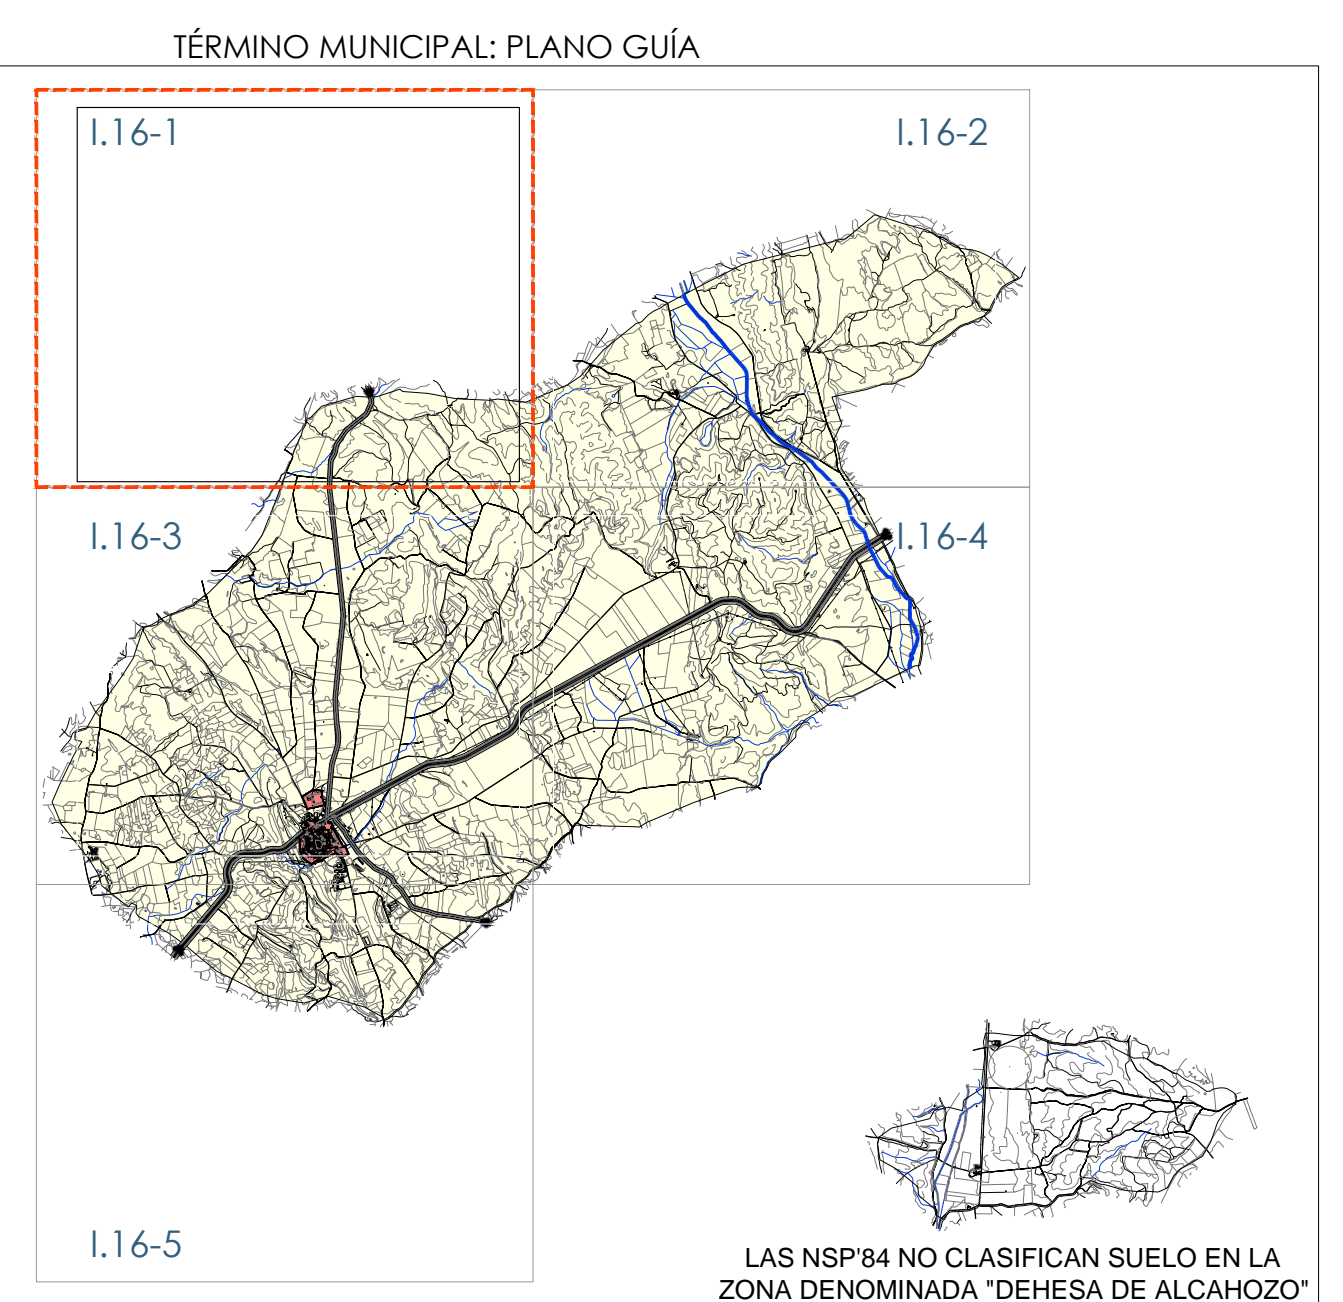 TÉRMINO MUNICIPAL: PLANO GUÍA
I.16-1
I.16-2
I.16-3
I.16-4
I.16-5
LAS NSP'84 NO CLASIFICAN SUELO EN LA
ZONA DENOMINADA "DEHESA DE ALCAHOZO"